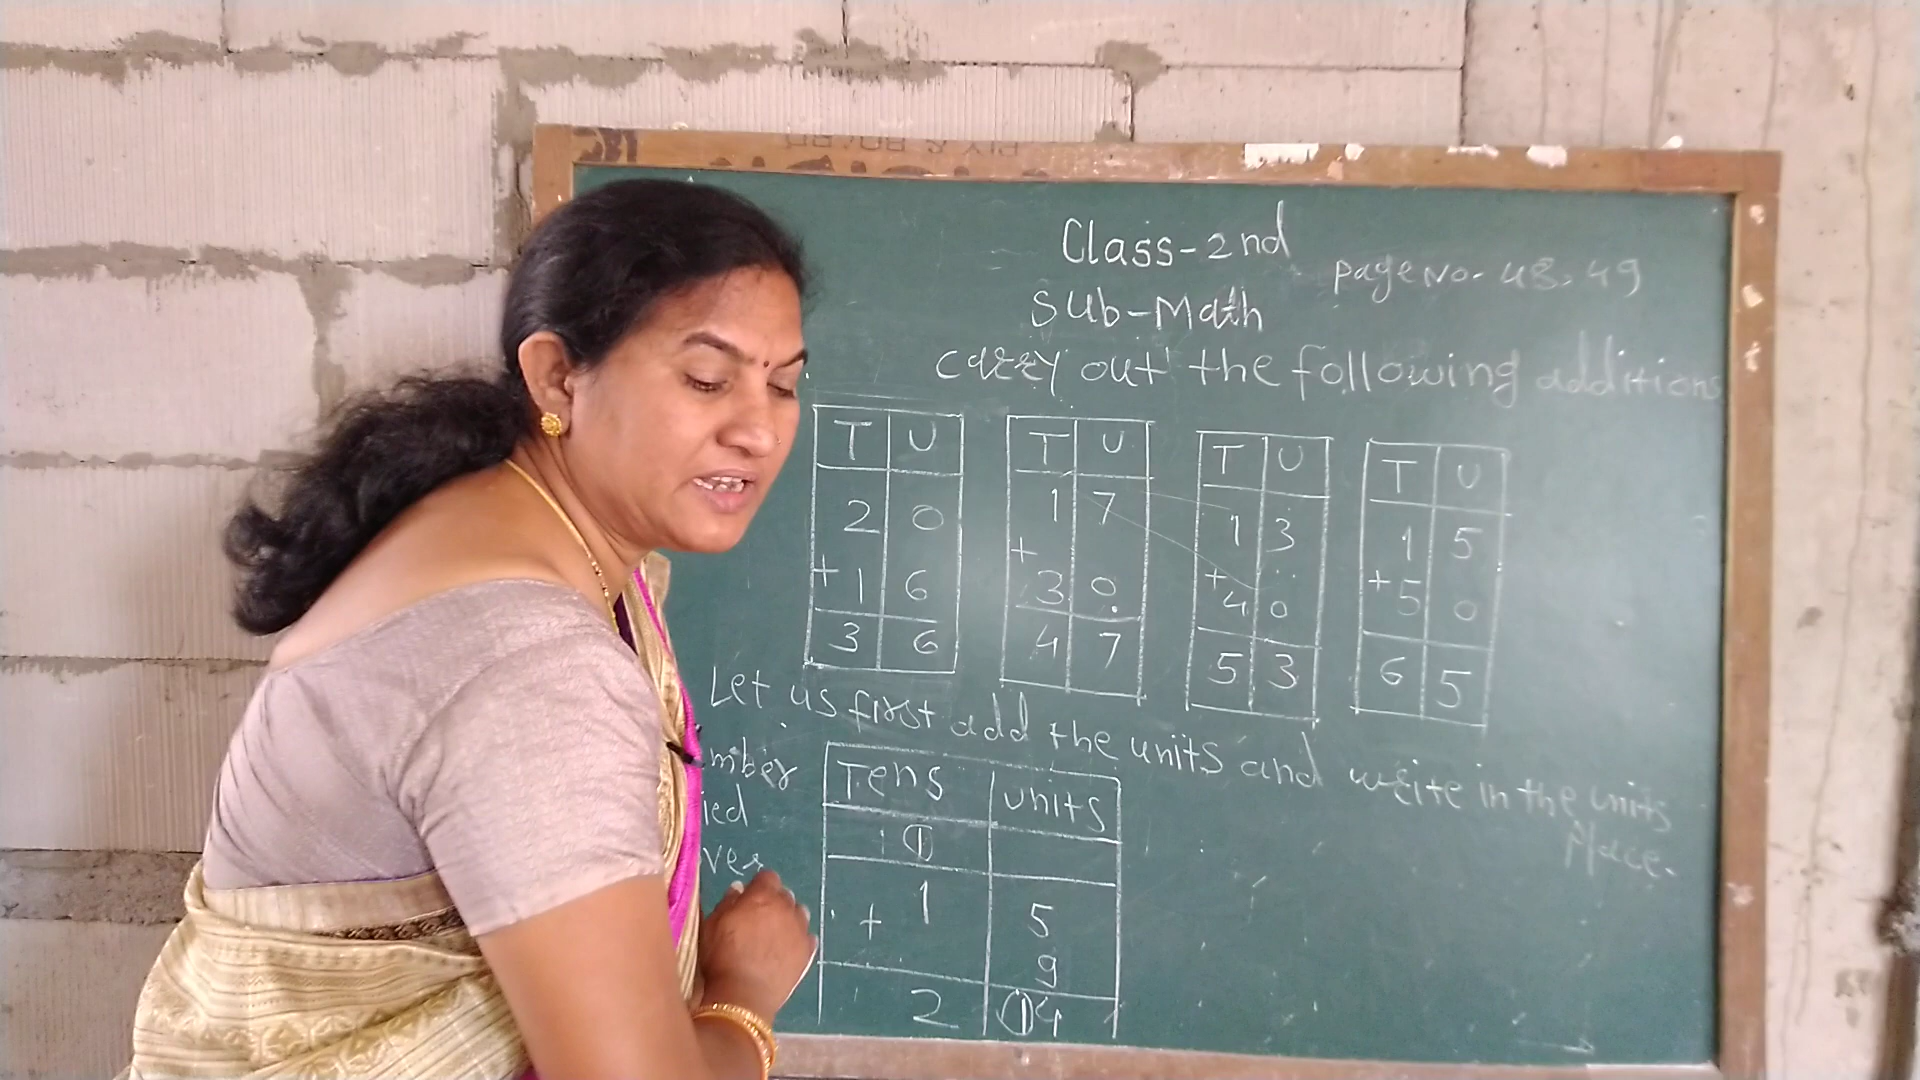 Class-2nd
Page No. 48.49
Sub-Math
carry out the following additions
T U T U T U T U
2 0 1 7 1 3 1 5
+ 1 6 + 3 0 + 4 0 + 5 0
3 6 4 7 5 3 6 5
Let us first add the units and write in the units
Place.
mber
ied
ver
Tens units
1
+ 1 5
9
2 14